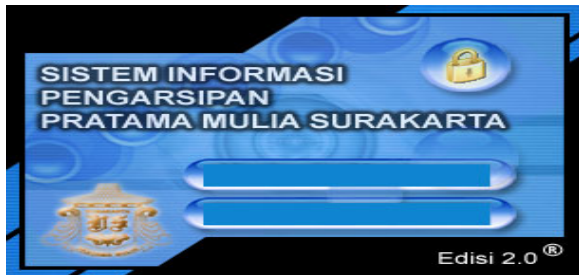 SISTEM INFORMASI
PENGARSIPAN
PRATAMA MULIA SURAKARTA
Edisi 2.0 ®